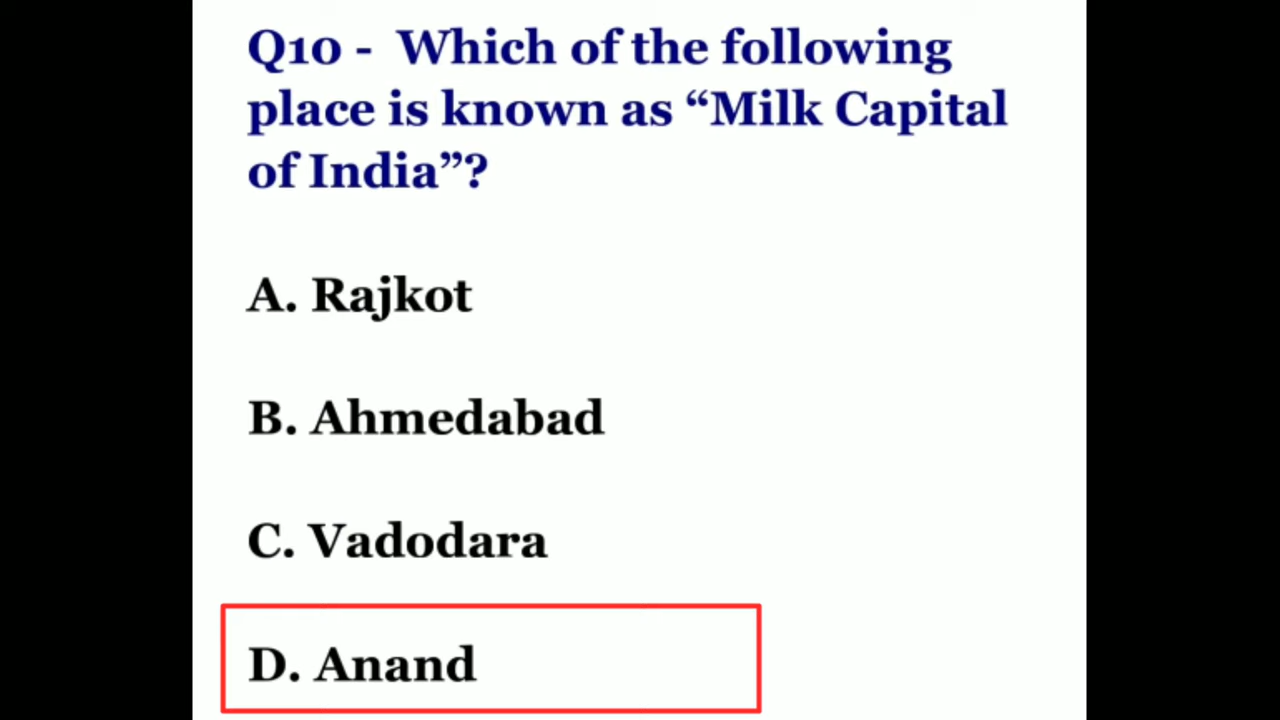 Q10 - Which of the following
place is known as “Milk Capital
of India”?
A. Rajkot
B. Ahmedabad
C. Vadodara
D. Anand